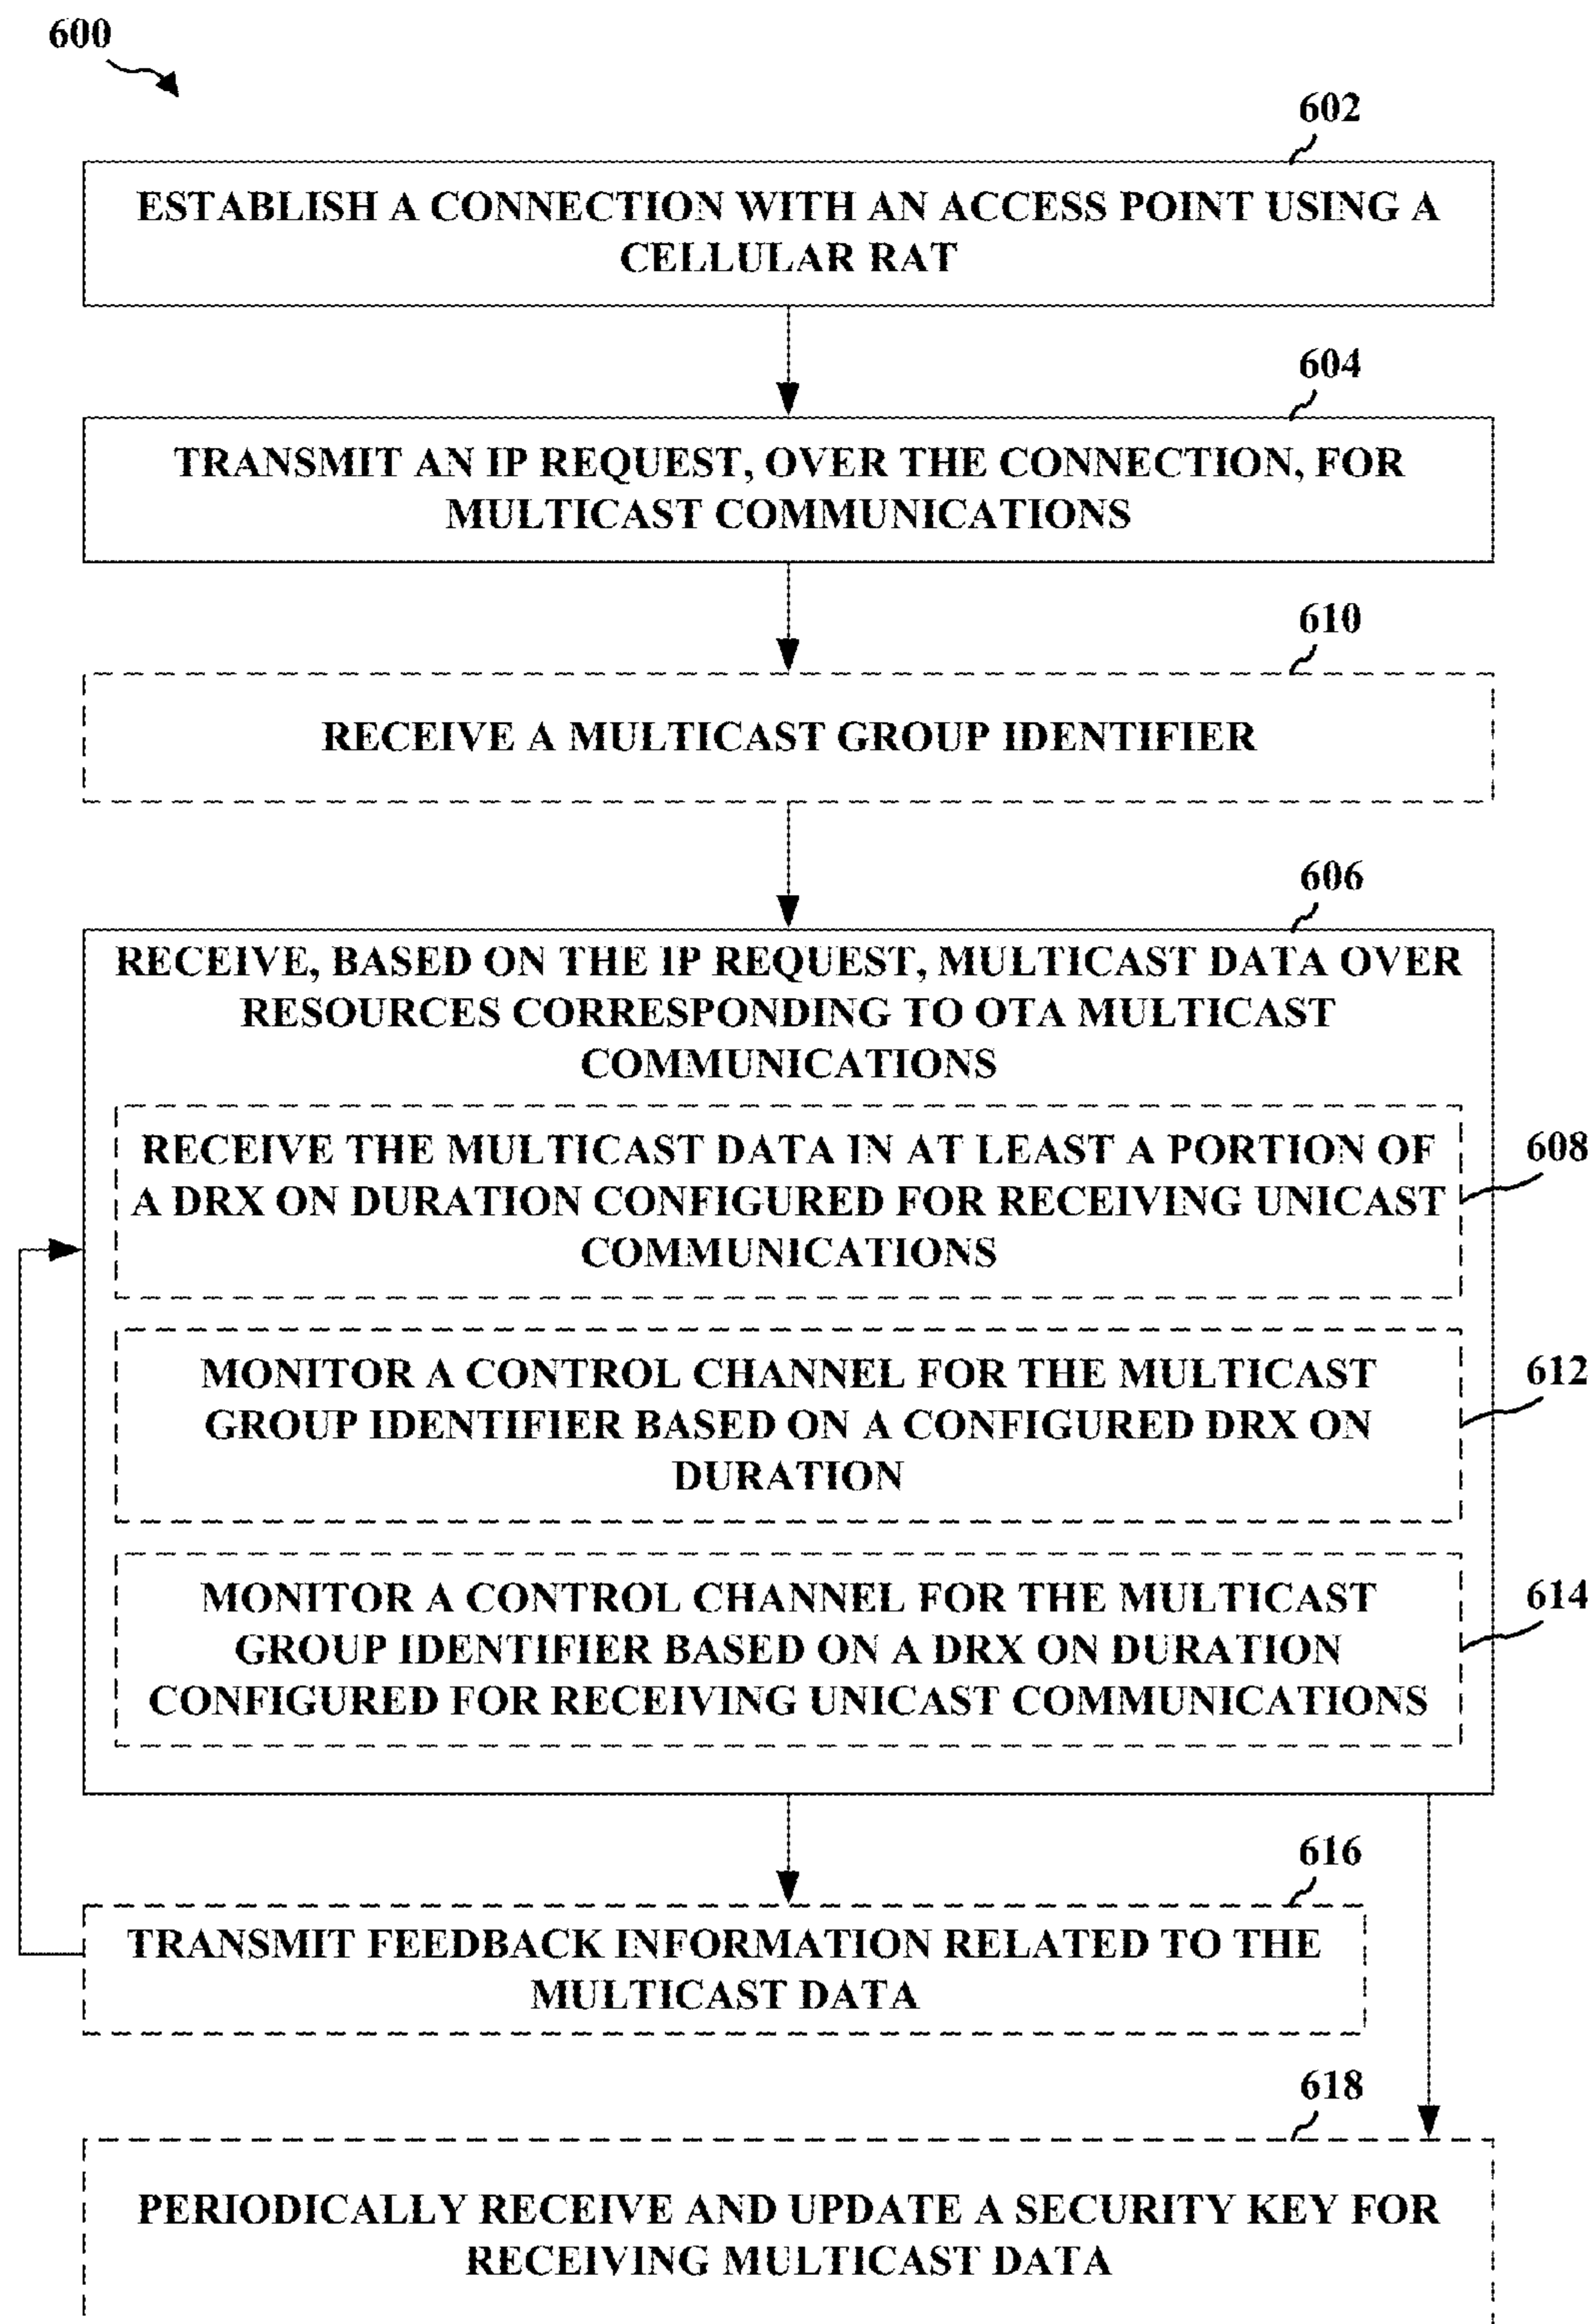 600
602
ESTABLISH A CONNECTION WITH AN ACCESS POINT USING A
CELLULAR RAT
604
TRANSMIT AN IP REQUEST, OVER THE CONNECTION, FOR
MULTICAST COMMUNICATIONS
610
RECEIVE A MULTICAST GROUP IDENTIFIER
606
RECEIVE, BASED ON THE IP REQUEST, MULTICAST DATA OVER
RESOURCES CORRESPONDING TO OTA MULTICAST
COMMUNICATIONS
RECEIVE THE MULTICAST DATA IN AT LEAST A PORTION OF
A DRX ON DURATION CONFIGURED FOR RECEIVING UNICAST
COMMUNICATIONS
608
MONITOR A CONTROL CHANNEL FOR THE MULTICAST
GROUP IDENTIFIER BASED ON A CONFIGURED DRX ON
DURATION
612
MONITOR A CONTROL CHANNEL FOR THE MULTICAST
GROUP IDENTIFIER BASED ON A DRX ON DURATION
CONFIGURED FOR RECEIVING UNICAST COMMUNICATIONS
614
616
TRANSMIT FEEDBACK INFORMATION RELATED TO THE
MULTICAST DATA
618
PERIODICALLY RECEIVE AND UPDATE A SECURITY KEY FOR
RECEIVING MULTICAST DATA